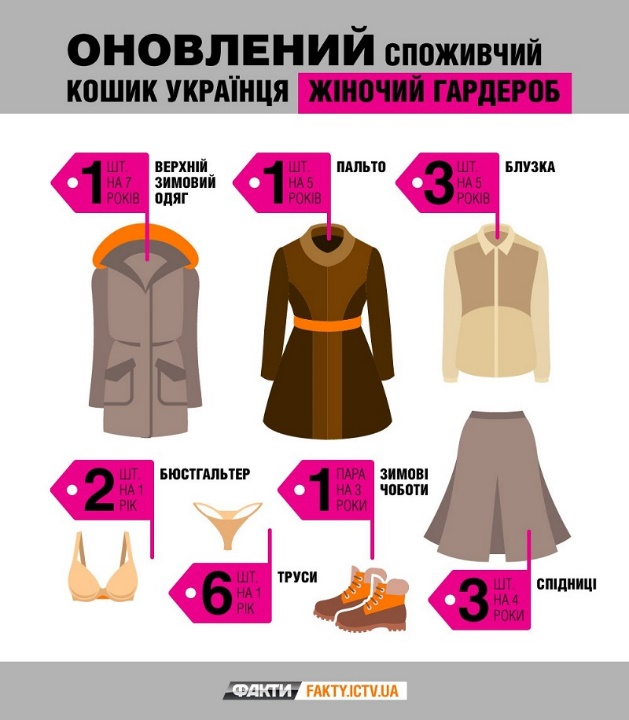 ОНОВЛЕНИЙ СПОЖИВЧИЙ
КОШИК УКРАЇНЦЯ ЖІНОЧИЙ ГАРДЕРОБ
1 ШТ.
НА 7
РОКІВ
ВЕРХНІЙ
ЗИМОВИЙ
ОДЯГ
1 ШТ.
НА 5
РОКІВ
ПАЛЬТО
3 ШТ.
НА 5
РОКІВ
БЛУЗКА
2 ШТ.
НА 1
РІК
БЮСТГАЛЬТЕР
1 ПАРА
НА 3
РОКИ
ЗИМОВІ
ЧОБОТИ
6 ШТ.
НА 1
РІК
ТРУСИ
3 ШТ.
НА 4
РОКИ
СПІДНИЦІ
ФАКТИ FAKTY.ICTV.UA